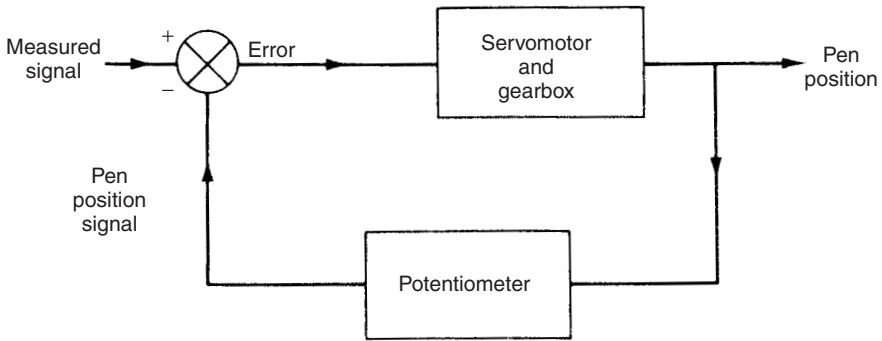 Measured
signal
+
−
Error
Servomotor
and
gearbox
Pen
position
Pen
position
signal
Potentiometer